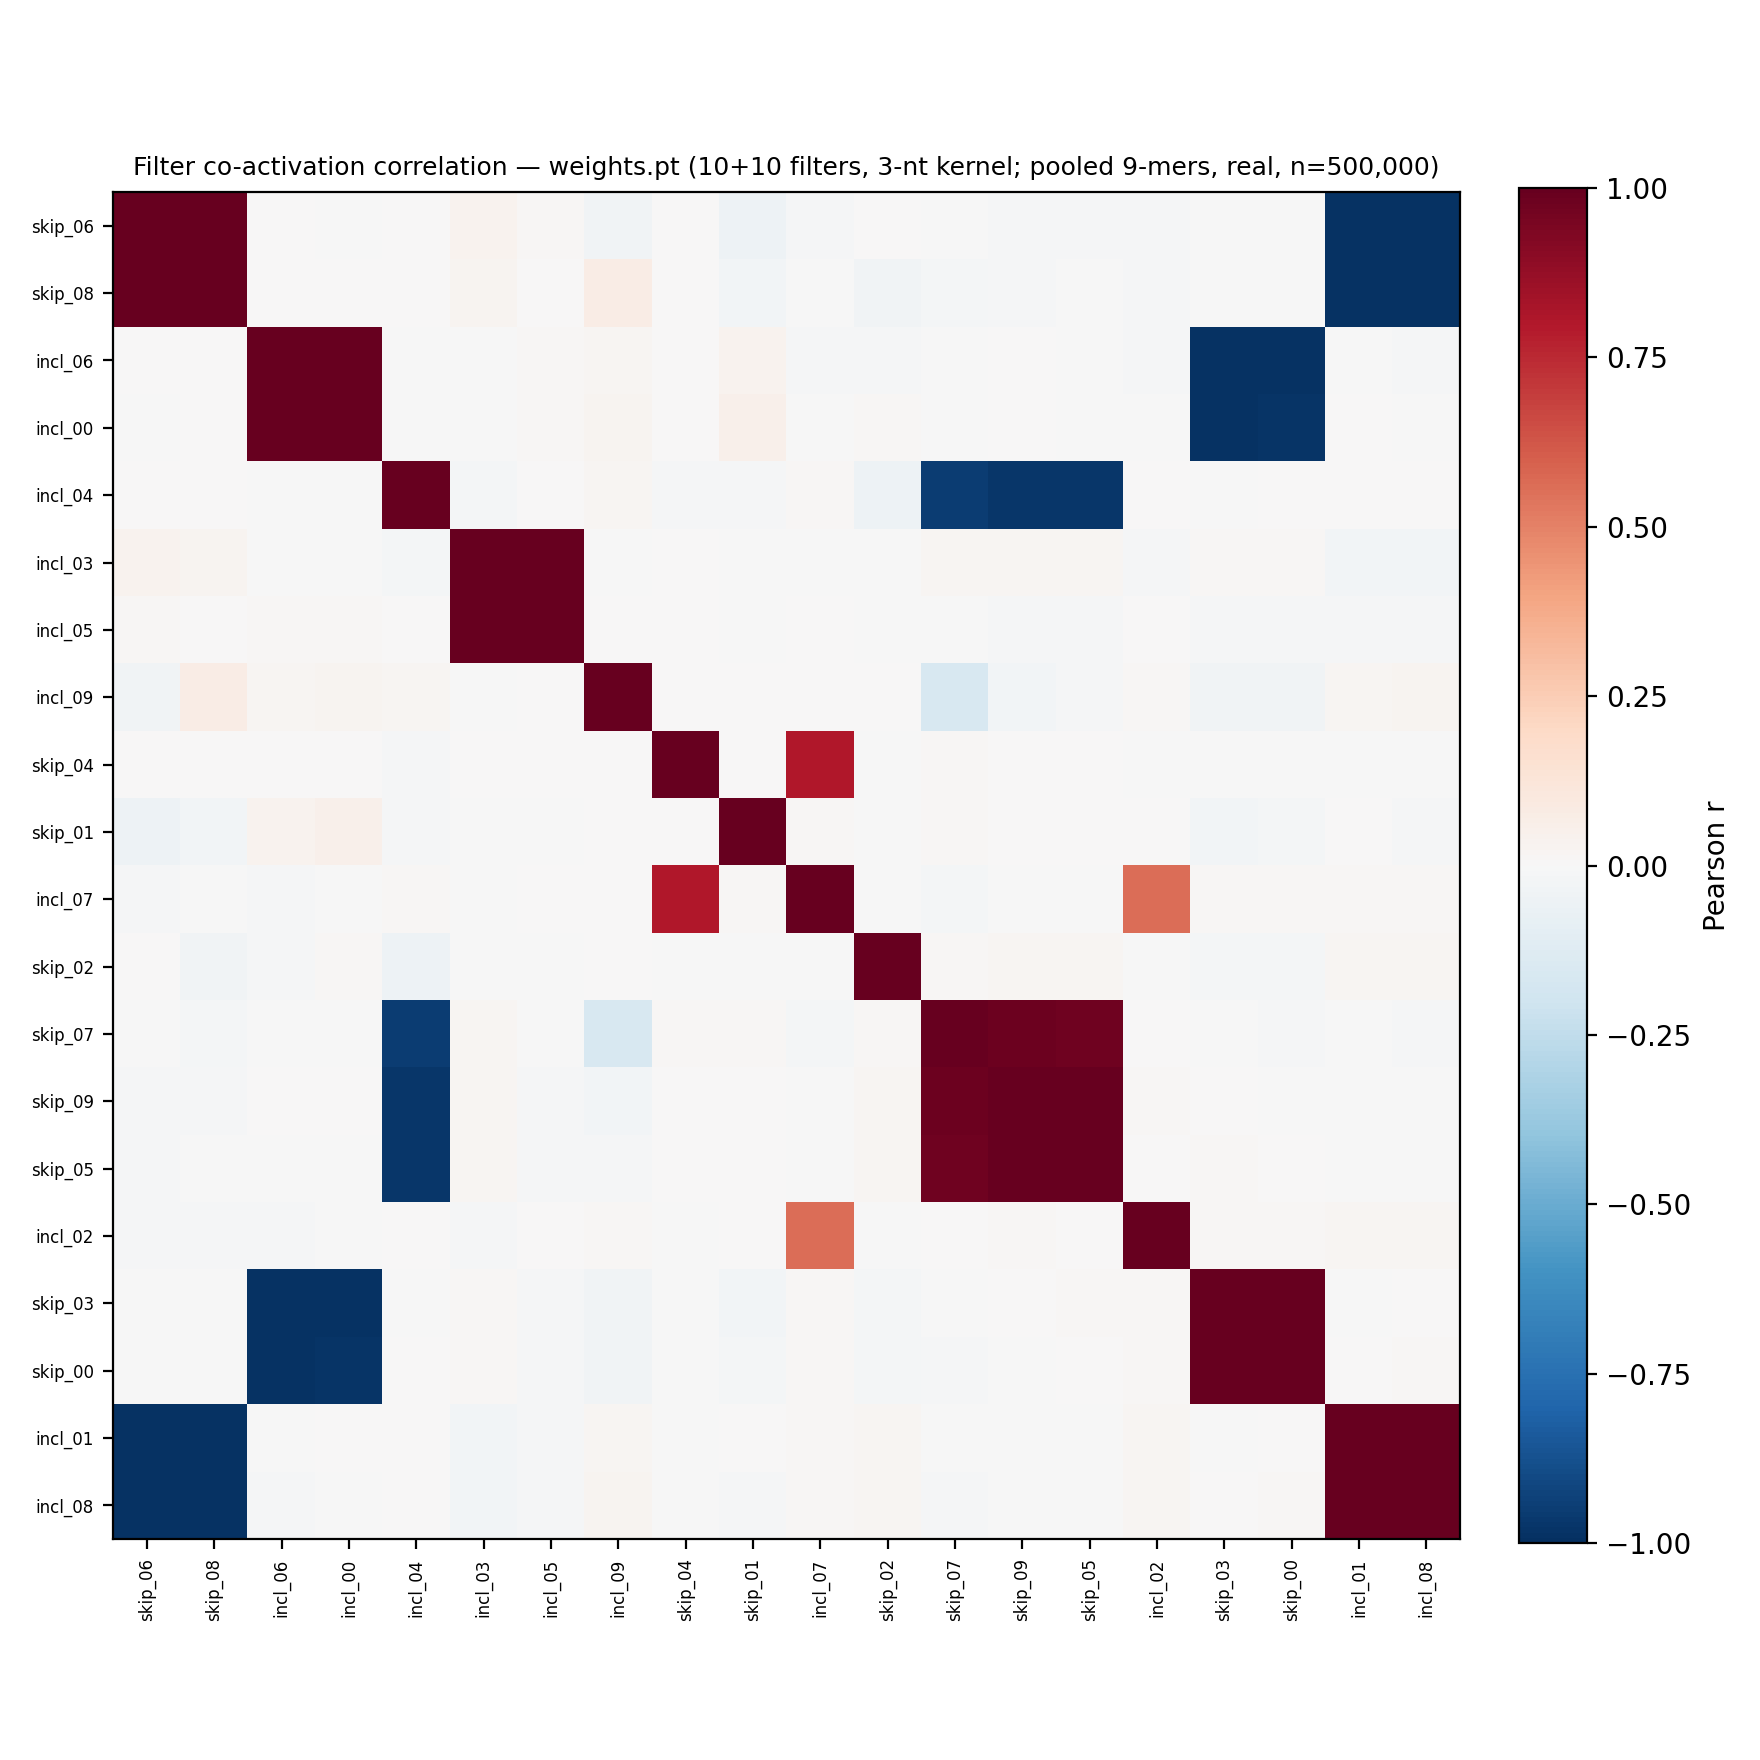 Filter co-activation correlation — weights.pt (10+10 filters, 3-nt kernel; pooled 9-mers, real, n=500,000)
skip_06
skip_08
incl_06
incl_00
incl_04
incl_03
incl_05
incl_09
skip_04
skip_01
incl_07
skip_02
skip_07
skip_09
skip_05
incl_02
skip_03
skip_00
incl_01
incl_08
skip_06
skip_08
incl_06
incl_00
incl_04
incl_03
incl_05
incl_09
skip_04
skip_01
incl_07
skip_02
skip_07
skip_09
skip_05
incl_02
skip_03
skip_00
incl_01
incl_08
1.00
0.75
0.50
0.25
0.00
−0.25
−0.50
−0.75
−1.00
Pearson r